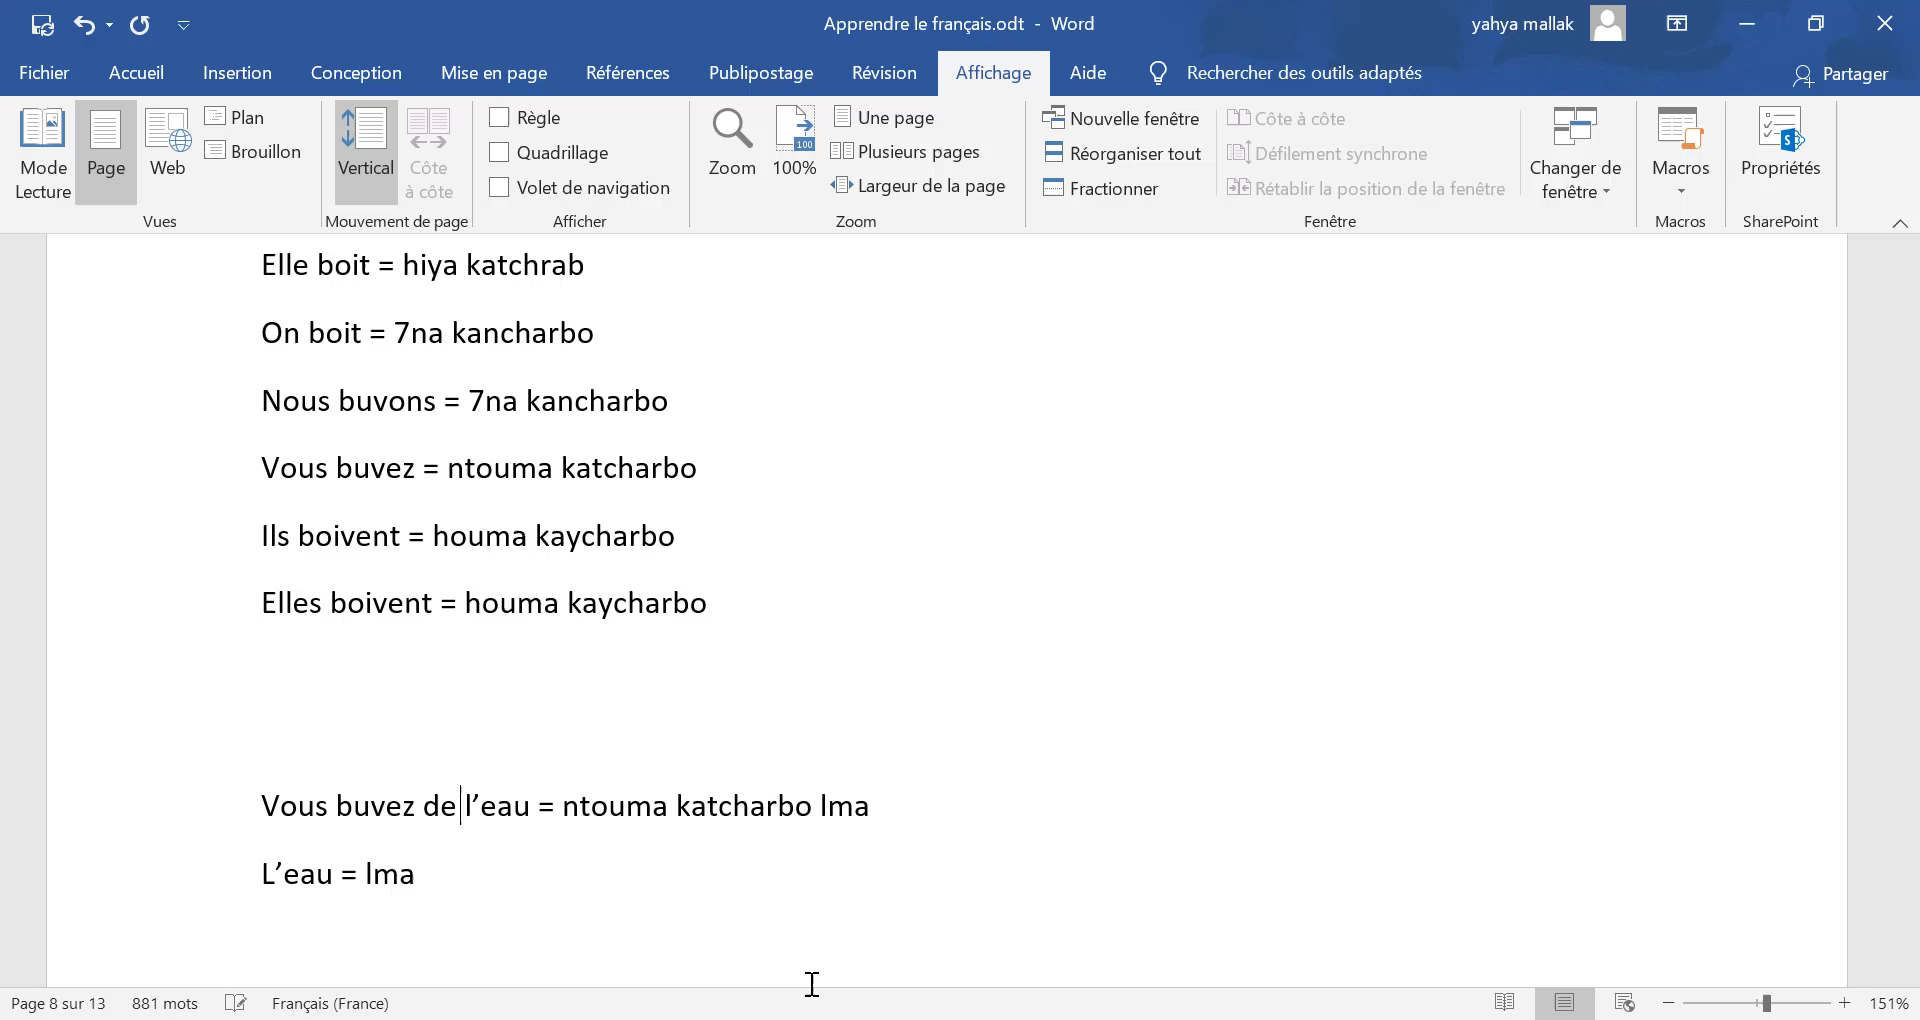 Apprendre le français.odt - Word
yahya mallak
Fichier Accueil Insertion Conception Mise en page Références Publipostage Révision Affichage Aide Rechercher des outils adaptés Partager
Mode Lecture
Page
Web
Plan
Brouillon
Vues
Vertical
Côte à côte
Mouvement de page
Règle
Quadrillage
Volet de navigation
Afficher
Zoom
100
100%
Une page
Plusieurs pages
Largeur de la page
Zoom
Nouvelle fenêtre
Réorganiser tout
Fractionner
Côte à côte
Défilement synchrone
Rétablir la position de la fenêtre
Changer de fenêtre
Fenêtre
Macros
Macros
S
Propriétés
SharePoint
Elle boit = hiya katchrab
On boit = 7na kancharbo
Nous buvons = 7na kancharbo
Vous buvez = ntouma katcharbo
Ils boivent = houma kaycharbo
Elles boivent = houma kaycharbo
Vous buvez de l’eau = ntouma katcharbo lma
L’eau = lma
Page 8 sur 13 881 mots Français (France) 151%